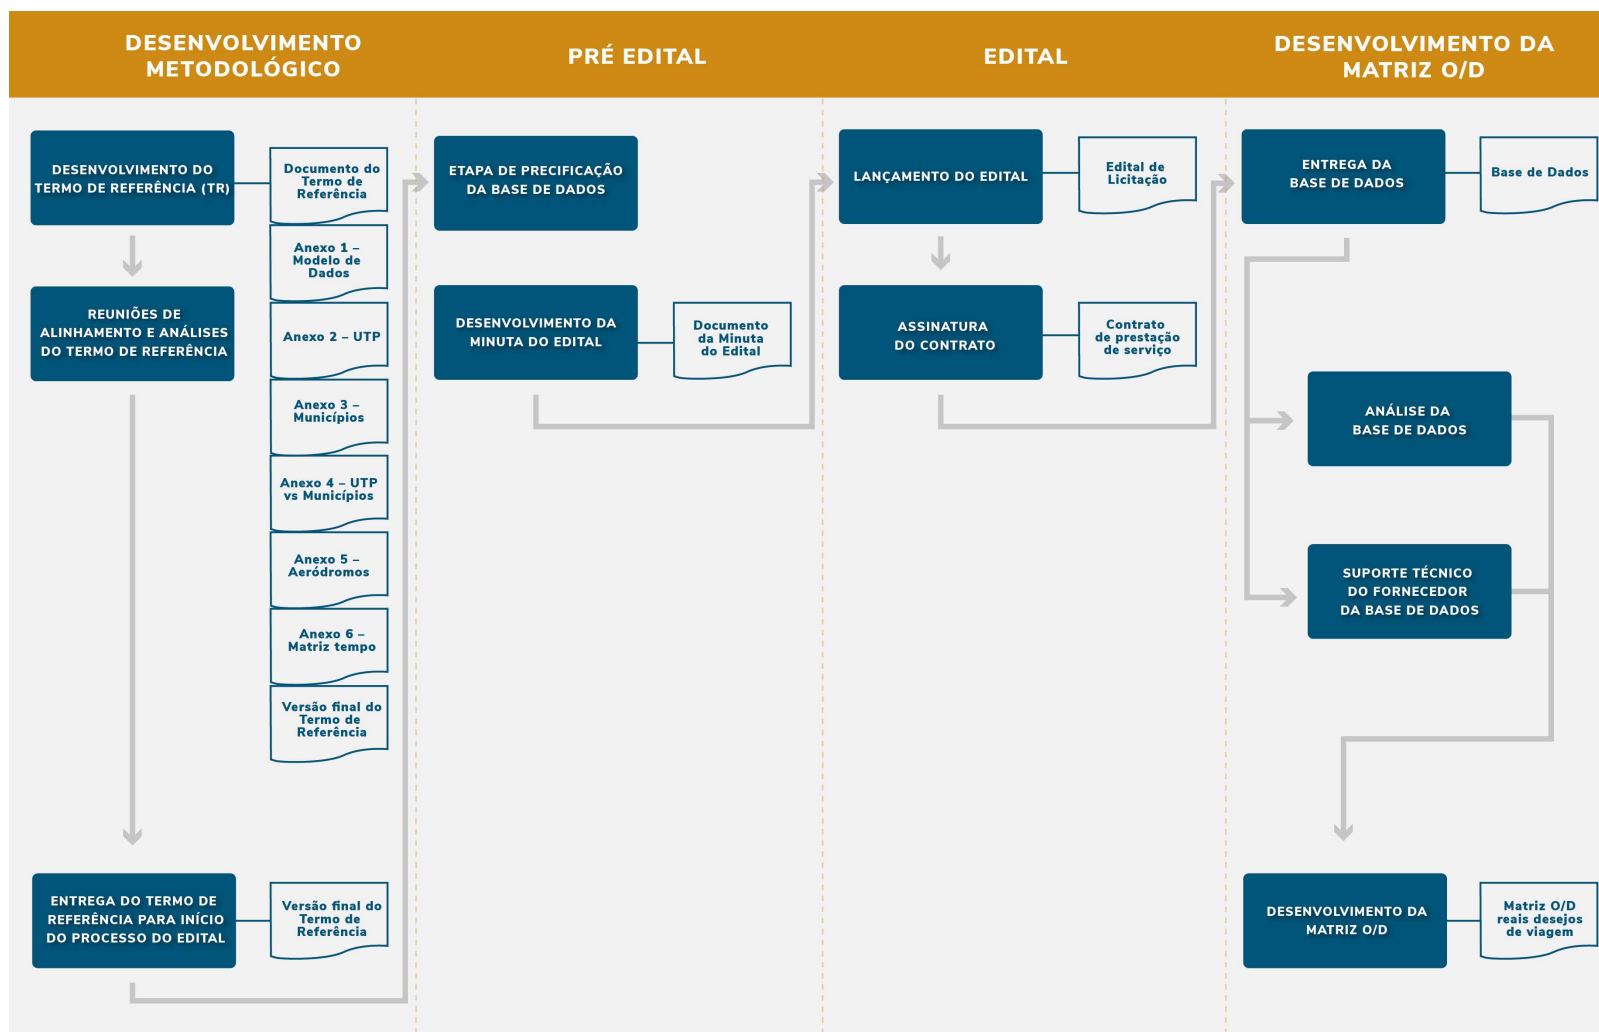 DESENVOLVIMENTO
METODOLÓGICO
PRÉ EDITAL
EDITAL
DESENVOLVIMENTO DA
MATRIZ O/D
DESENVOLVIMENTO DO
TERMO DE REFERÊNCIA (TR)
Documento do
Termo de
Referência
Anexo 1 –
Modelo de
Dados
REUNIÕES DE
ALINHAMENTO E ANÁLISES
DO TERMO DE REFERÊNCIA
Anexo 2 – UTP
Anexo 3 –
Municípios
Anexo 4 – UTP
vs Municípios
Anexo 5 –
Aeródromos
Anexo 6 –
Matriz tempo
Versão final do
Termo de
Referência
ENTREGA DO TERMO DE
REFERÊNCIA PARA INÍCIO
DO PROCESSO DO EDITAL
Versão final do
Termo de
Referência
ETAPA DE PRECIFICAÇÃO
DA BASE DE DADOS
DESENVOLVIMENTO DA
MINUTA DO EDITAL
Documento
da Minuta
do Edital
LANÇAMENTO DO EDITAL
Edital de
Licitação
ASSINATURA
DO CONTRATO
Contrato
de prestação
de serviço
ENTREGA DA
BASE DE DADOS
Base de Dados
ANÁLISE DA
BASE DE DADOS
SUPORTE TÉCNICO
DO FORNECEDOR
DA BASE DE DADOS
DESENVOLVIMENTO DA
MATRIZ O/D
Matriz O/D
reais desejos
de viagem